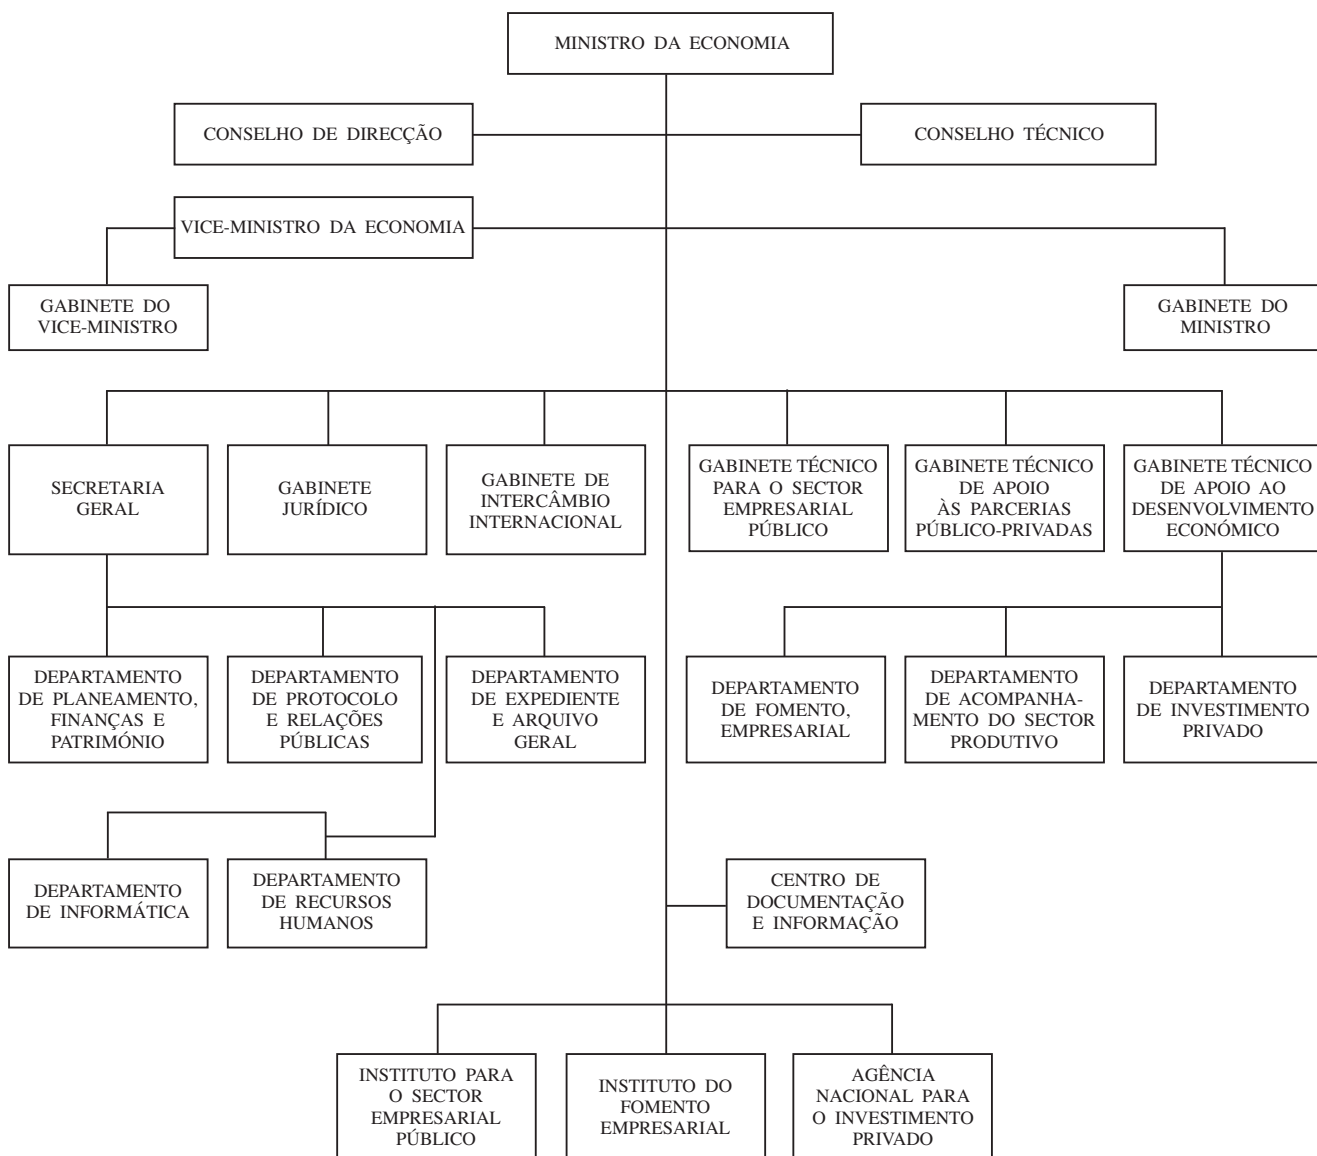 MINISTRO DA ECONOMIA
CONSELHO DE DIRECÇÃO
CONSELHO TÉCNICO
VICE-MINISTRO DA ECONOMIA
GABINETE DO
VICE-MINISTRO
GABINETE DO
MINISTRO
SECRETARIA
GERAL
GABINETE
JURÍDICO
GABINETE DE
INTERCÂMBIO
INTERNACIONAL
GABINETE TÉCNICO
PARA O SECTOR
EMPRESARIAL
PÚBLICO
GABINETE TÉCNICO
DE APOIO
ÀS PARCERIAS
PÚBLICO-PRIVADAS
GABINETE TÉCNICO
DE APOIO AO
DESENVOLVIMENTO
ECONÓMICO
DEPARTAMENTO
DE PLANEAMENTO,
FINANÇAS E
PATRIMÓNIO
DEPARTAMENTO
DE PROTOCOLO
E RELAÇÕES
PÚBLICAS
DEPARTAMENTO
DE EXPEDIENTE
E ARQUIVO
GERAL
DEPARTAMENTO
DE FOMENTO,
EMPRESARIAL
DEPARTAMENTO
DE ACOMPANHA-
MENTO DO SECTOR
PRODUTIVO
DEPARTAMENTO
DE INVESTIMENTO
PRIVADO
DEPARTAMENTO
DE INFORMÁTICA
DEPARTAMENTO
DE RECURSOS
HUMANOS
CENTRO DE
DOCUMENTAÇÃO
E INFORMAÇÃO
INSTITUTO PARA
O SECTOR
EMPRESARIAL
PÚBLICO
INSTITUTO DO
FOMENTO
EMPRESARIAL
AGÊNCIA
NACIONAL PARA
O INVESTIMENTO
PRIVADO